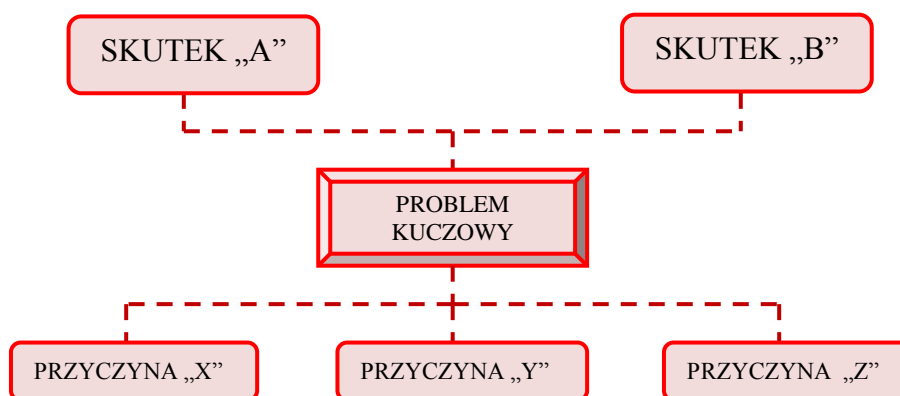 SKUTEK „A”
SKUTEK „B”
PROBLEM
KUCZOWY
PRZYCZYNA „X”
PRZYCZYNA „Y”
PRZYCZYNA „Z”